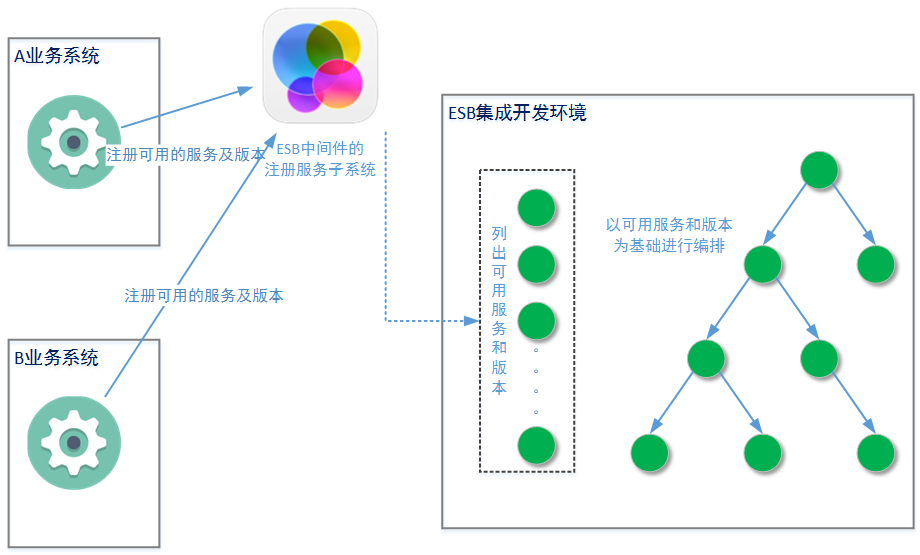 A业务系统
注册可用的服务及版本
ESB中间件的
注册服务子系统
注册可用的服务及版本
B业务系统
ESB集成开发环境
列出可用服务和版本
。
。
。
。
以可用服务和版本
为基础进行编排